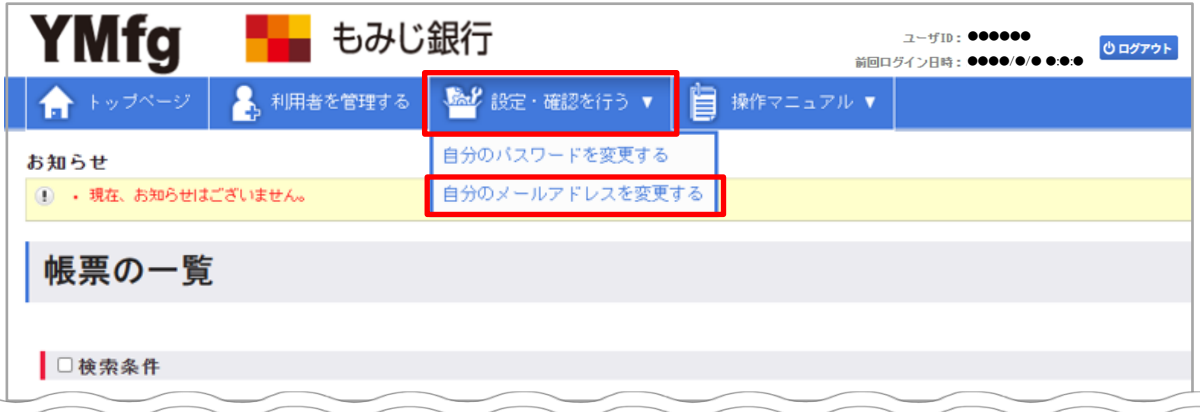 YMfg もみじ銀行
ユーザID：●●●●●●
前回ログイン日時：●●●●/●/● ●:●:●
ログアウト
トップページ 利用者を管理する 設定・確認を行う ▼ 操作マニュアル ▼
自分のパスワードを変更する
自分のメールアドレスを変更する
お知らせ
・現在、お知らせはございません。
帳票の一覧
検索条件